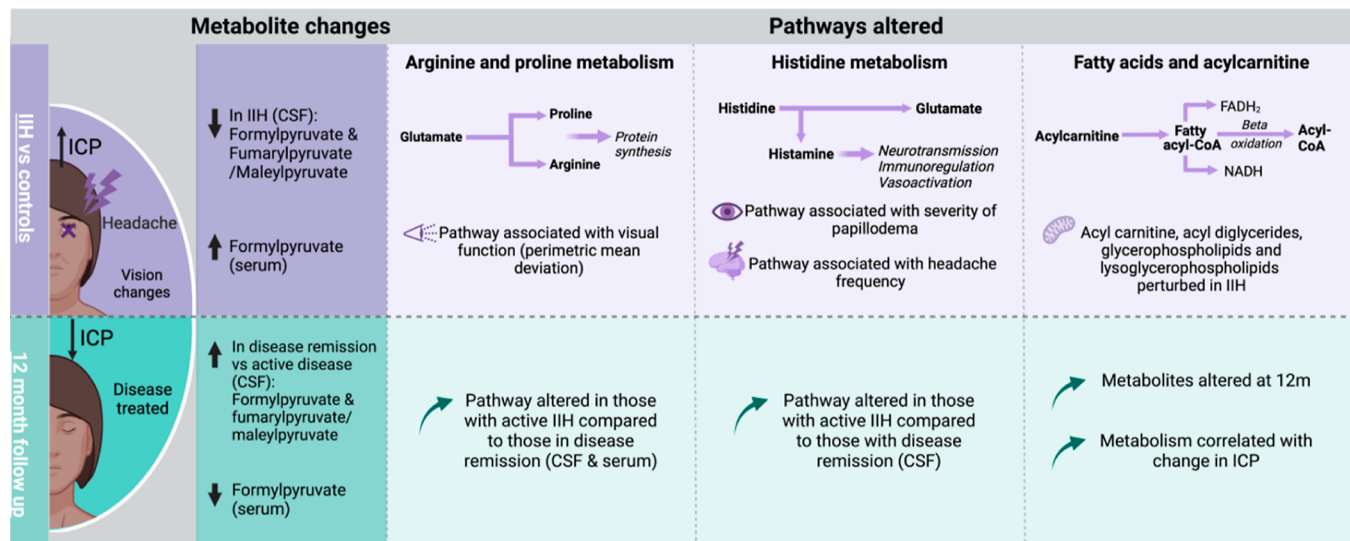 Metabolite changes
Pathways altered
IIH vs controls
ICP
Headache
Vision
changes
In IIH (CSF):
Formylpyruvate &
Fumarylpyruvate
/Maleylpyruvate
Formylpyruvate
(serum)
Arginine and proline metabolism
Glutamate
Proline
Arginine
Protein
synthesis
Pathway associated with visual
function (perimetric mean
deviation)
Histidine metabolism
Histidine
Glutamate
Histamine
Neurotransmission
Immunoregulation
Vasoactivation
Pathway associated with severity of
papillodema
Pathway associated with headache
frequency
Fatty acids and acylcarnitine
Acylcarnitine
Fatty
acyl-CoA
FADH₂
Beta
oxidation
Acyl-
CoA
NADH
Acyl carnitine, acyl diglycerides,
glycerophospholipids and
lysoglycerophospholipids
perturbed in IIH
12 month follow up
ICP
Disease
treated
In disease remission
vs active disease
(CSF):
Formylpyruvate &
fumarylpyruvate/
maleylpyruvate
Formylpyruvate
(serum)
Pathway altered in those
with active IIH compared
to those in disease
remission (CSF & serum)
Pathway altered in those
with active IIH compared
to those with disease
remission (CSF)
Metabolites altered at 12m
Metabolism correlated with
change in ICP